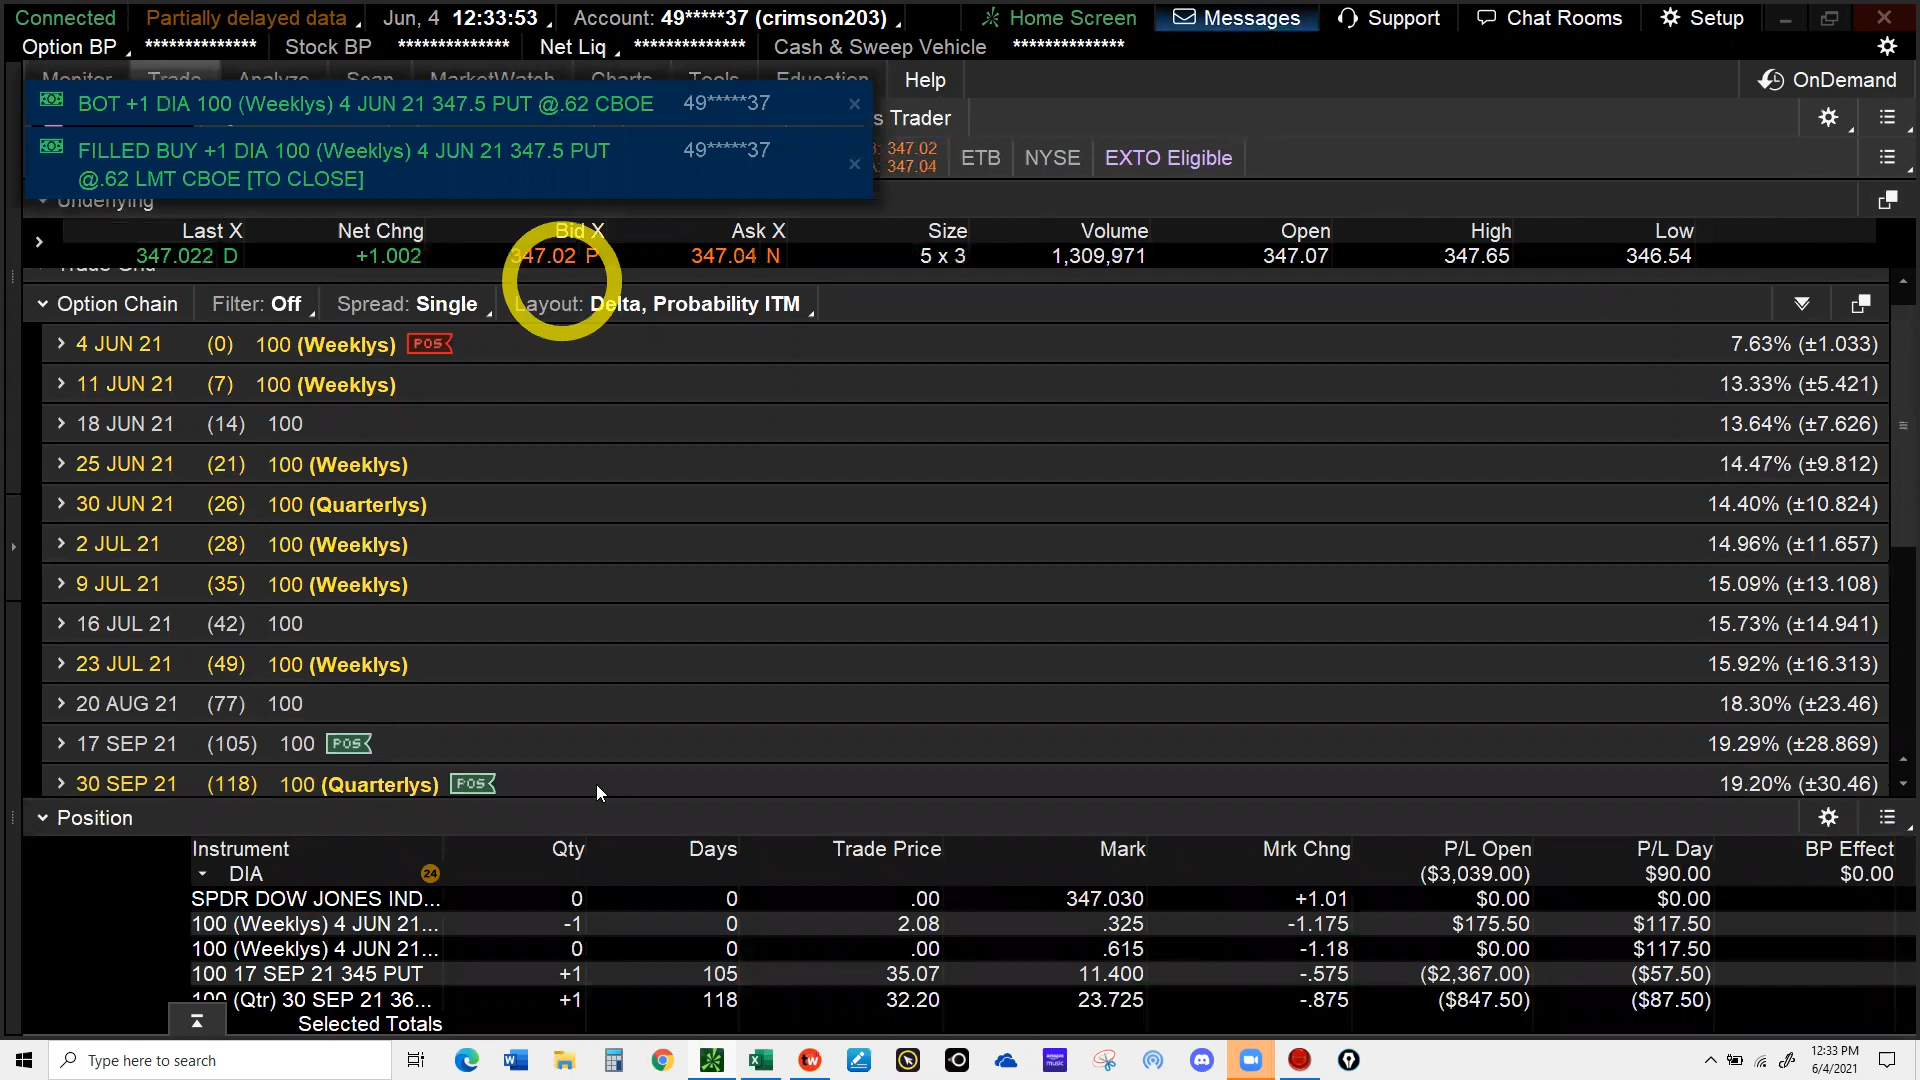 Connected Partially delayed data Jun, 4 12:33:53 Account: 49*****37 (crimson203) Home Screen Messages Support Chat Rooms Setup
Option BP ************** Stock BP ************** Net Liq ************** Cash & Sweep Vehicle **************
Monitor Trade Analyze Scan MarketWatch Charts Tools Education Help OnDemand
BOT +1 DIA 100 (Weeklys) 4 JUN 21 347.5 PUT @.62 CBOE 49*****37
s Trader
FILLED BUY +1 DIA 100 (Weeklys) 4 JUN 21 347.5 PUT 49*****37
@.62 LMT CBOE [TO CLOSE]
347.02
347.04
ETB NYSE EXTO Eligible
Underlying
Last X Net Chng Bid X Ask X Size Volume Open High Low
347.022 D +1.002 347.02 P 347.04 N 5 x 3 1,309,971 347.07 347.65 346.54
Trade Grid
Option Chain Filter: Off Spread: Single Layout: Delta, Probability ITM
4 JUN 21 (0) 100 (Weeklys) POS 7.63% (±1.033)
11 JUN 21 (7) 100 (Weeklys) 13.33% (±5.421)
18 JUN 21 (14) 100 13.64% (±7.626)
25 JUN 21 (21) 100 (Weeklys) 14.47% (±9.812)
30 JUN 21 (26) 100 (Quarterlys) 14.40% (±10.824)
2 JUL 21 (28) 100 (Weeklys) 14.96% (±11.657)
9 JUL 21 (35) 100 (Weeklys) 15.09% (±13.108)
16 JUL 21 (42) 100 15.73% (±14.941)
23 JUL 21 (49) 100 (Weeklys) 15.92% (±16.313)
20 AUG 21 (77) 100 18.30% (±23.46)
17 SEP 21 (105) 100 POS 19.29% (±28.869)
30 SEP 21 (118) 100 (Quarterlys) POS 19.20% (±30.46)
Position
Instrument Qty Days Trade Price Mark Mrk Chng P/L Open P/L Day BP Effect
DIA 24 ($3,039.00) $90.00 $0.00
SPDR DOW JONES IND... 0 0 .00 347.030 +1.01 $0.00 $0.00
100 (Weeklys) 4 JUN 21... -1 0 2.08 .325 -1.175 $175.50 $117.50
100 (Weeklys) 4 JUN 21... 0 0 .00 .615 -1.18 $0.00 $117.50
100 17 SEP 21 345 PUT +1 105 35.07 11.400 -.575 ($2,367.00) ($57.50)
100 (Qtr) 30 SEP 21 36... +1 118 32.20 23.725 -.875 ($847.50) ($87.50)
Selected Totals
Type here to search
12:33 PM
6/4/2021